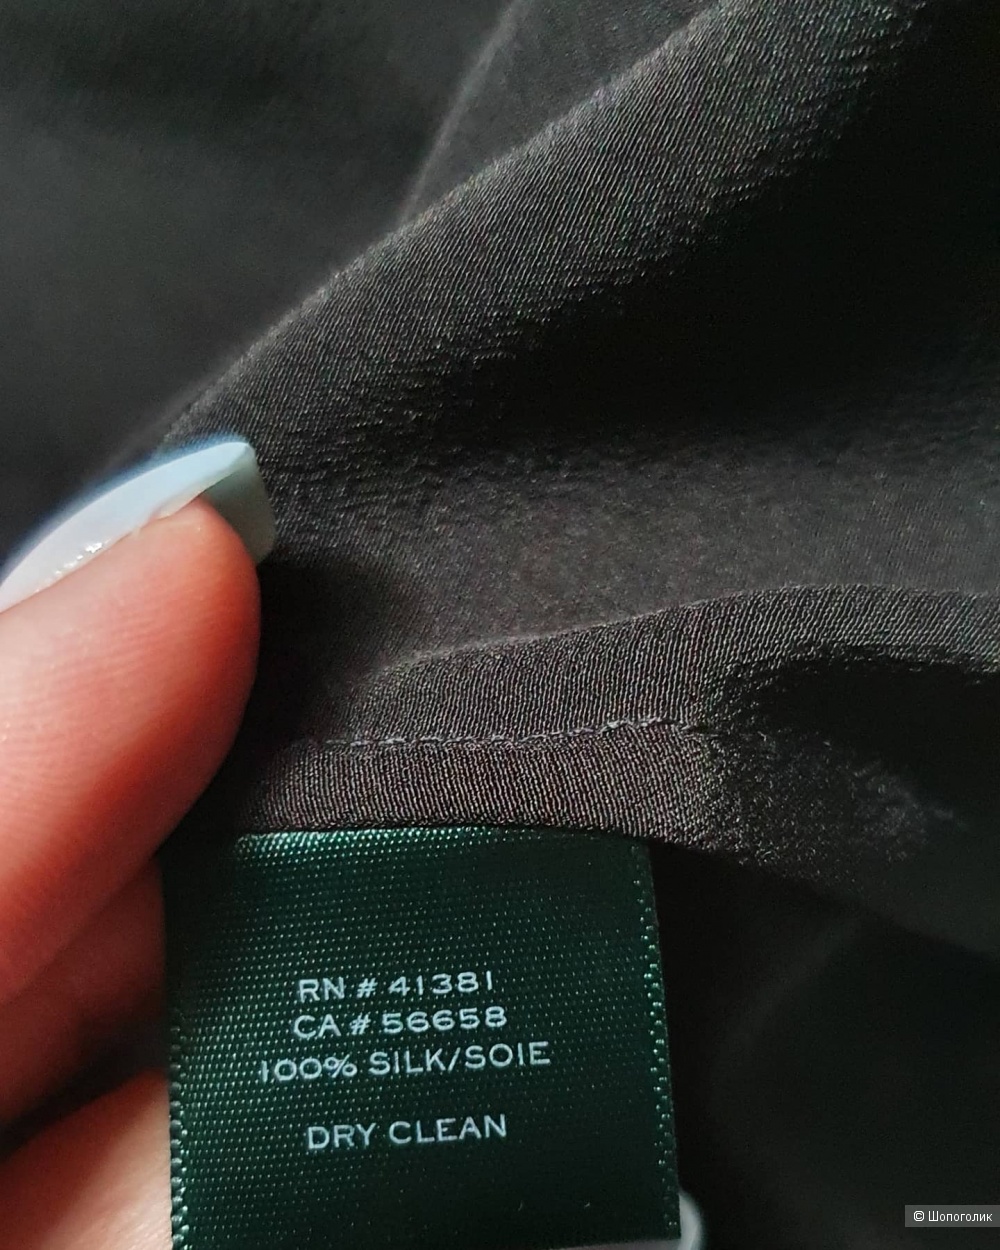 RN # 41381
CA # 56658
100% SILK/SOIE
DRY CLEAN
© Шопоголик